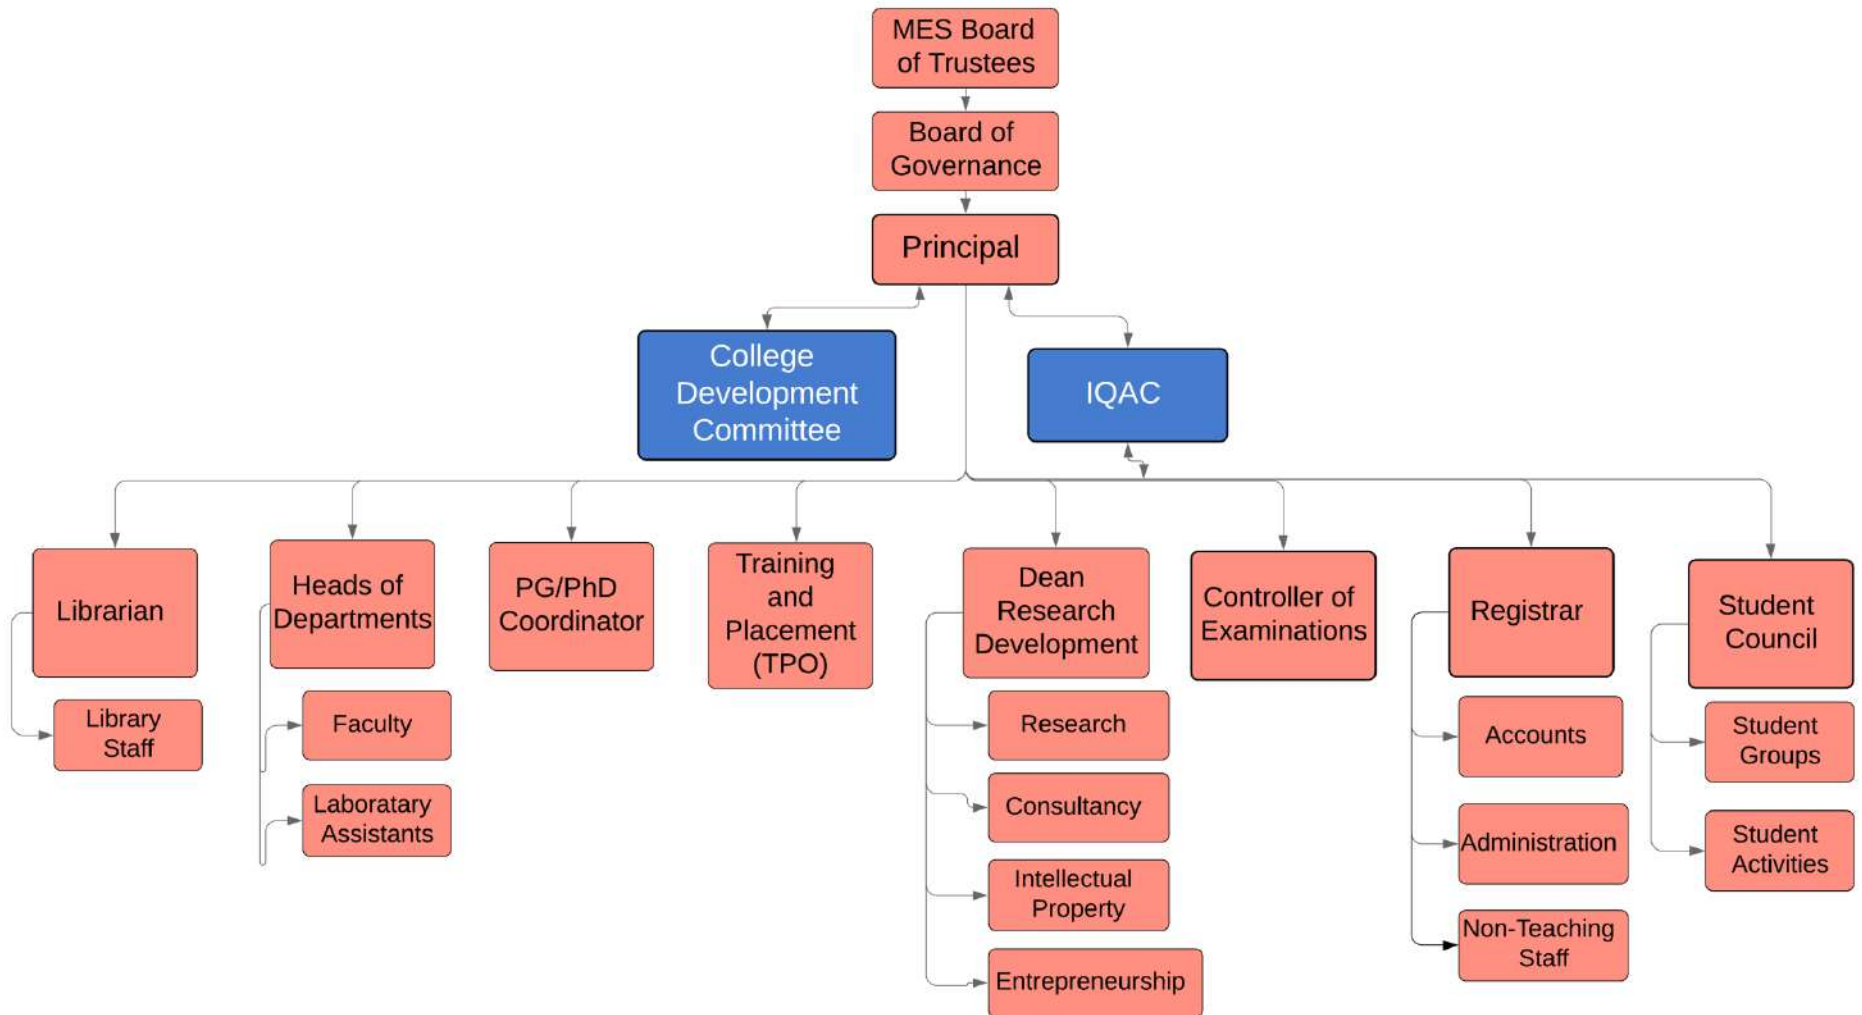 MES Board
of Trustees
Board of
Governance
Principal
College
Development
Committee
IQAC
Librarian
Heads of
Departments
PG/PhD
Coordinator
Training
and
Placement
(TPO)
Dean
Research
Development
Controller of
Examinations
Registrar
Student
Council
Library
Staff
Faculty
Laboratary
Assistants
Research
Consultancy
Intellectual
Property
Entrepreneurship
Accounts
Administration
Non-Teaching
Staff
Student
Groups
Student
Activities